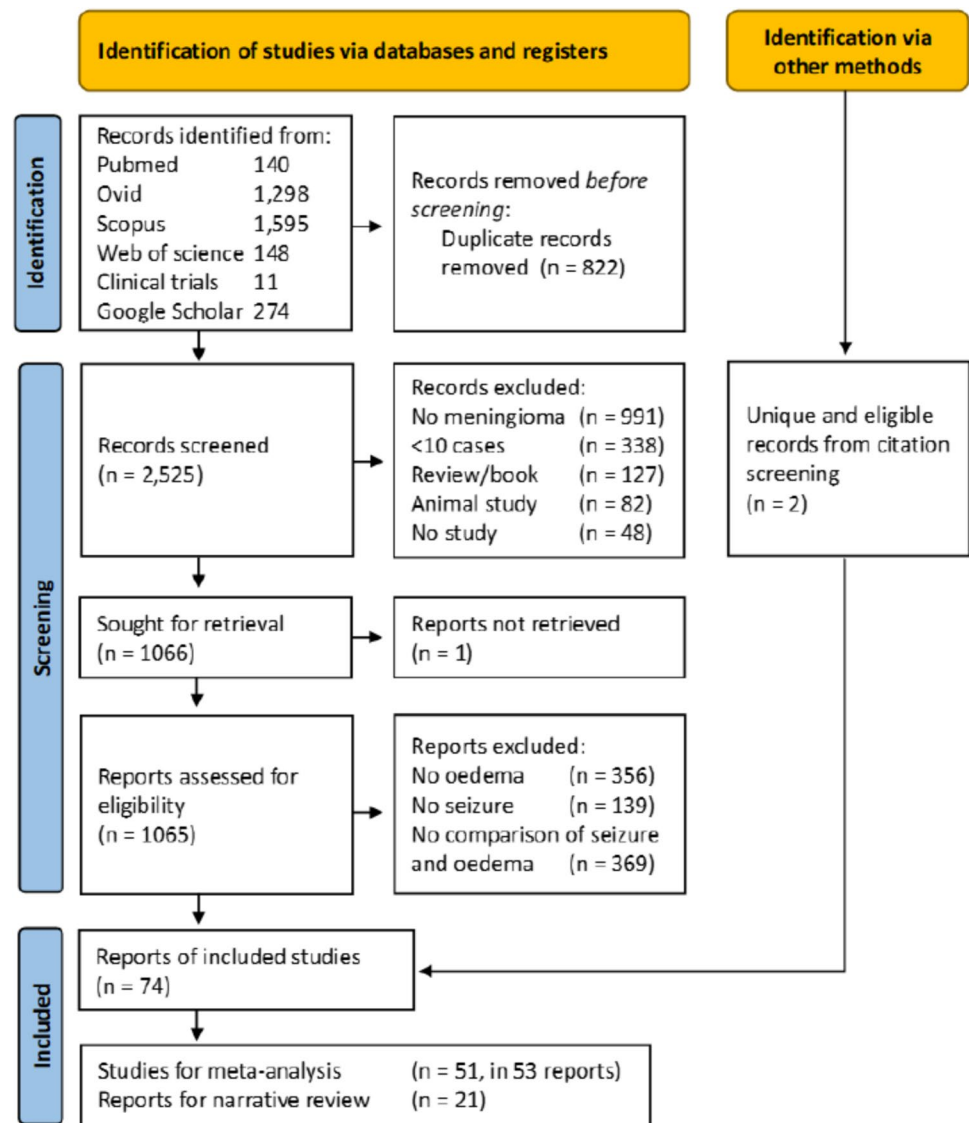 Identification of studies via databases and registers
Identification via
other methods
Identification
Records identified from:
Pubmed 140
Ovid 1,298
Scopus 1,595
Web of science 148
Clinical trials 11
Google Scholar 274
Records removed before
screening:
Duplicate records
removed (n = 822)
Screening
Records screened
(n = 2,525)
Records excluded:
No meningioma (n = 991)
<10 cases (n = 338)
Review/book (n = 127)
Animal study (n = 82)
No study (n = 48)
Unique and eligible
records from citation
screening
(n = 2)
Sought for retrieval
(n = 1066)
Reports not retrieved
(n = 1)
Reports assessed for
eligibility
(n = 1065)
Reports excluded:
No oedema (n = 356)
No seizure (n = 139)
No comparison of seizure
and oedema (n = 369)
Included
Reports of included studies
(n = 74)
Studies for meta-analysis (n = 51, in 53 reports)
Reports for narrative review (n = 21)